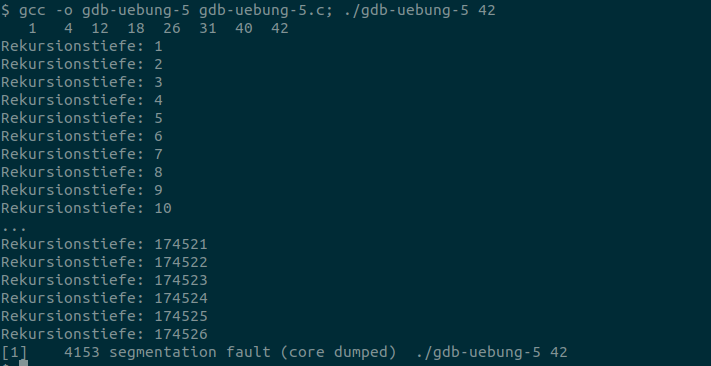 $ gcc -o gdb-uebung-5 gdb-uebung-5.c; ./gdb-uebung-5 42
   1   4  12  18  26  31  40  42
Rekursionstiefe: 1
Rekursionstiefe: 2
Rekursionstiefe: 3
Rekursionstiefe: 4
Rekursionstiefe: 5
Rekursionstiefe: 6
Rekursionstiefe: 7
Rekursionstiefe: 8
Rekursionstiefe: 9
Rekursionstiefe: 10
...
Rekursionstiefe: 174521
Rekursionstiefe: 174522
Rekursionstiefe: 174523
Rekursionstiefe: 174524
Rekursionstiefe: 174525
Rekursionstiefe: 174526
[1]    4153 segmentation fault (core dumped)  ./gdb-uebung-5 42